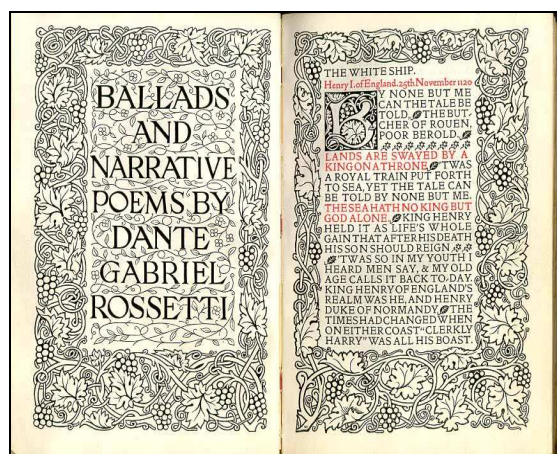 BALLADS
AND
NARRATIVE
POEMS BY
DANTE
GABRIEL
ROSSETTI
THE WHITE SHIP.
Henry I. of England. 25th November 1120
BY NONE BUT ME
CAN THE TALE BE
TOLD, THE BUT-
CHER OF ROUEN,
POOR BEROLD.
LANDS ARE SWAYED BY A
KING ON A THRONE. 'TWAS
A ROYAL TRAIN PUT FORTH
TO SEA, YET THE TALE CAN
BE TOLD BY NONE BUT ME.
THE SEA HATH NO KING BUT
GOD ALONE. KING HENRY
HELD IT AS LIFE'S WHOLE
GAIN THAT AFTER HIS DEATH
HIS SON SHOULD REIGN.
'TWAS SO IN MY YOUTH I
HEARD MEN SAY, & MY OLD
AGE CALLS IT BACK TO-DAY.
KING HENRY OF ENGLAND'S
REALM WAS HE, AND HENRY
DUKE OF NORMANDY. THE
TIMES HAD CHANGED WHEN
ON EITHER COAST "CLERKLY
HARRY" WAS ALL HIS BOAST.